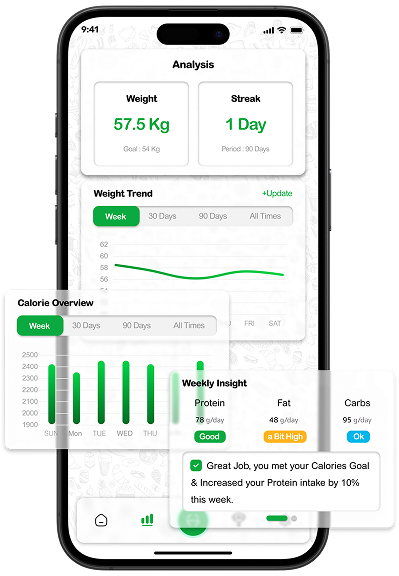 9:41
Analysis
Weight
57.5 Kg
Goal : 54 Kg
Streak
1 Day
Period : 90 Days
Weight Trend
+Update
Week 30 Days 90 Days All Times
62
60
58
56
54
FRI SAT
Calorie Overview
Week 30 Days 90 Days All Times
2500
2400
2300
2100
2000
1900
SUN Mon TUE WED THU
Weekly Insight
Protein Fat Carbs
78 g/day 48 g/day 95 g/day
Good a Bit High Ok
Great Job, you met your Calories Goal
& Increased your Protein intake by 10%
this week.